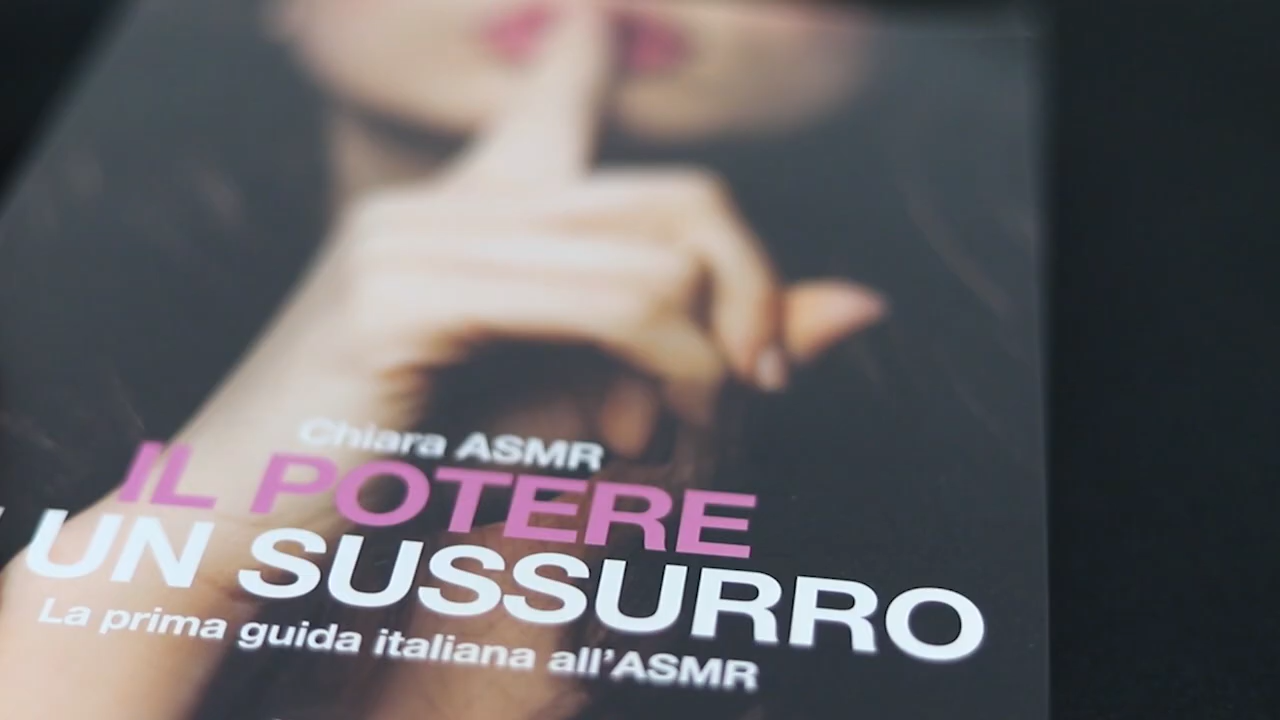 Chiara ASMR
IL POTERE
UN SUSSURRO
La prima guida italiana all'ASMR